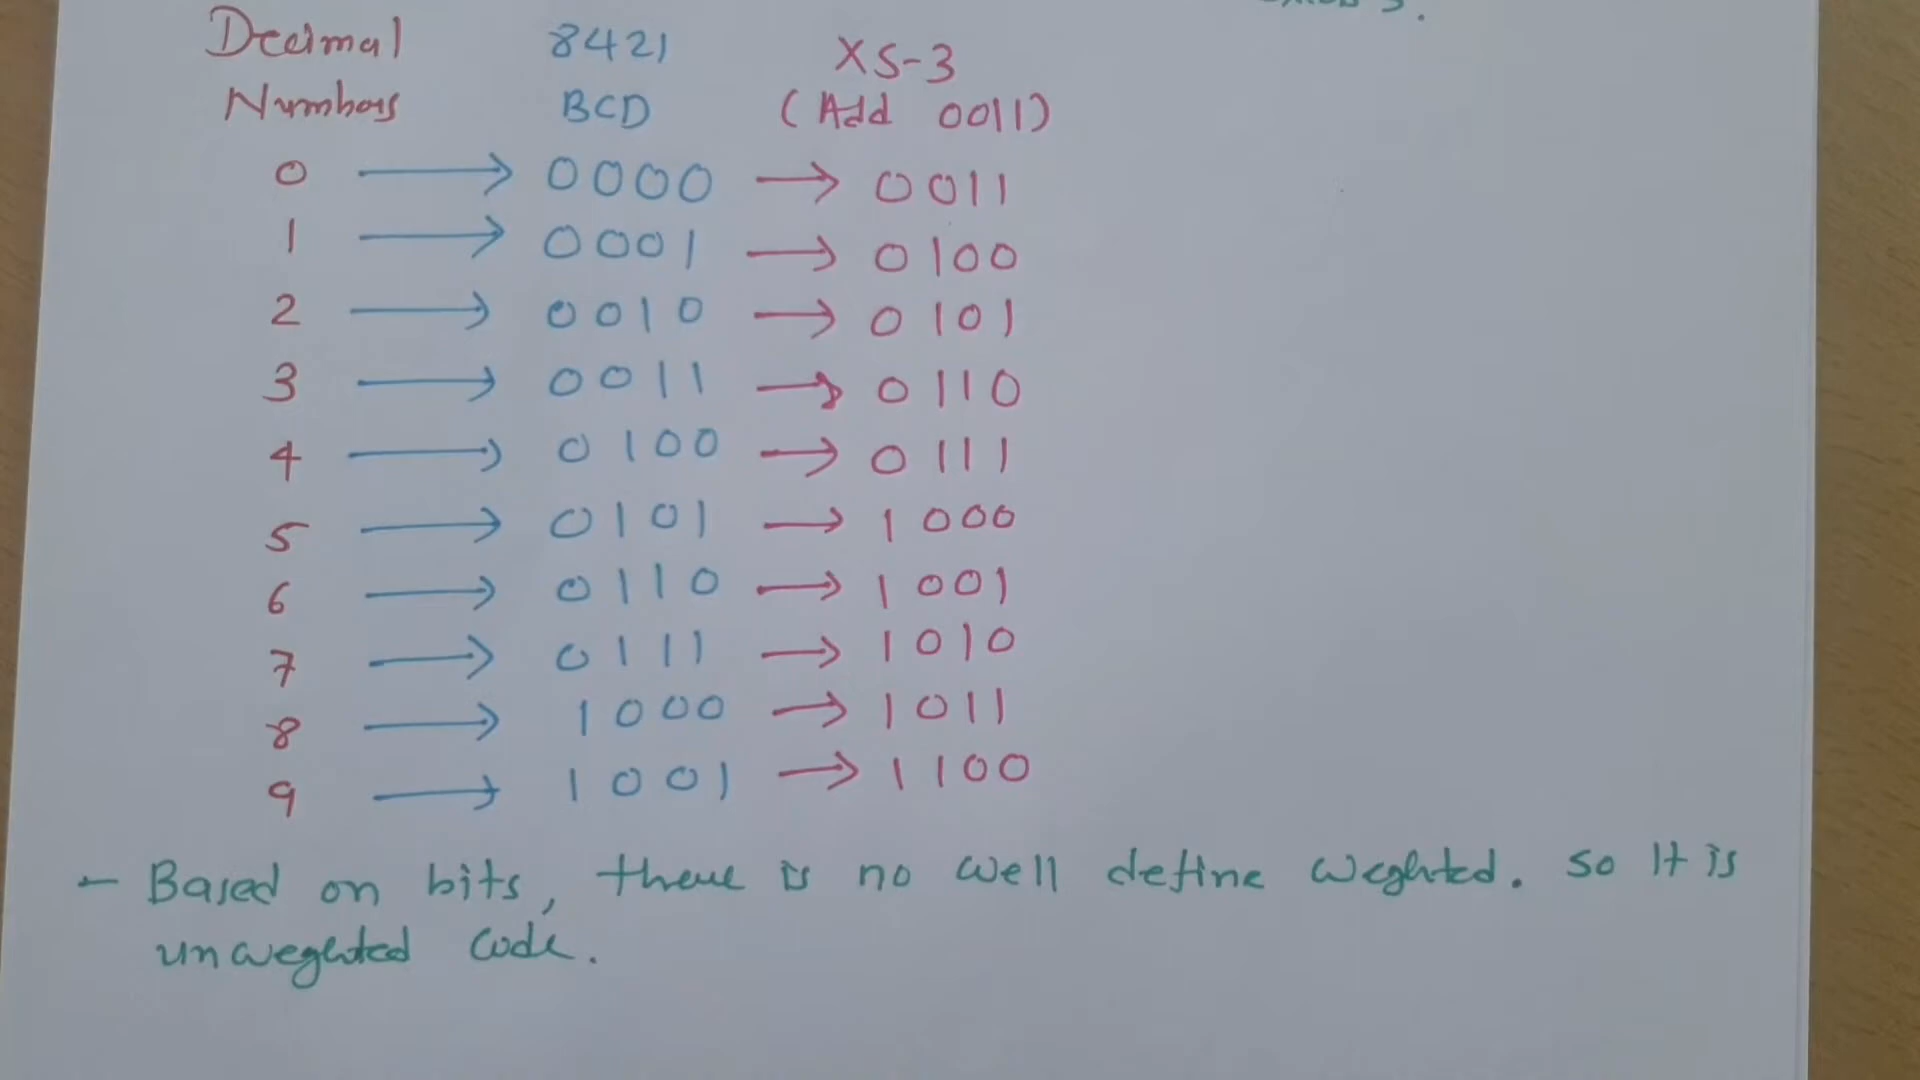 Decimal 8421 XS-3
Numbers BCD (Add 0011)
0 → 0000 → 0011
1 → 0001 → 0100
2 → 0010 → 0101
3 → 0011 → 0110
4 → 0100 → 0111
5 → 0101 → 1000
6 → 0110 → 1001
7 → 0111 → 1010
8 → 1000 → 1011
9 → 1001 → 1100
- Based on bits, there is no well define weghted. so It is
unweghted code.